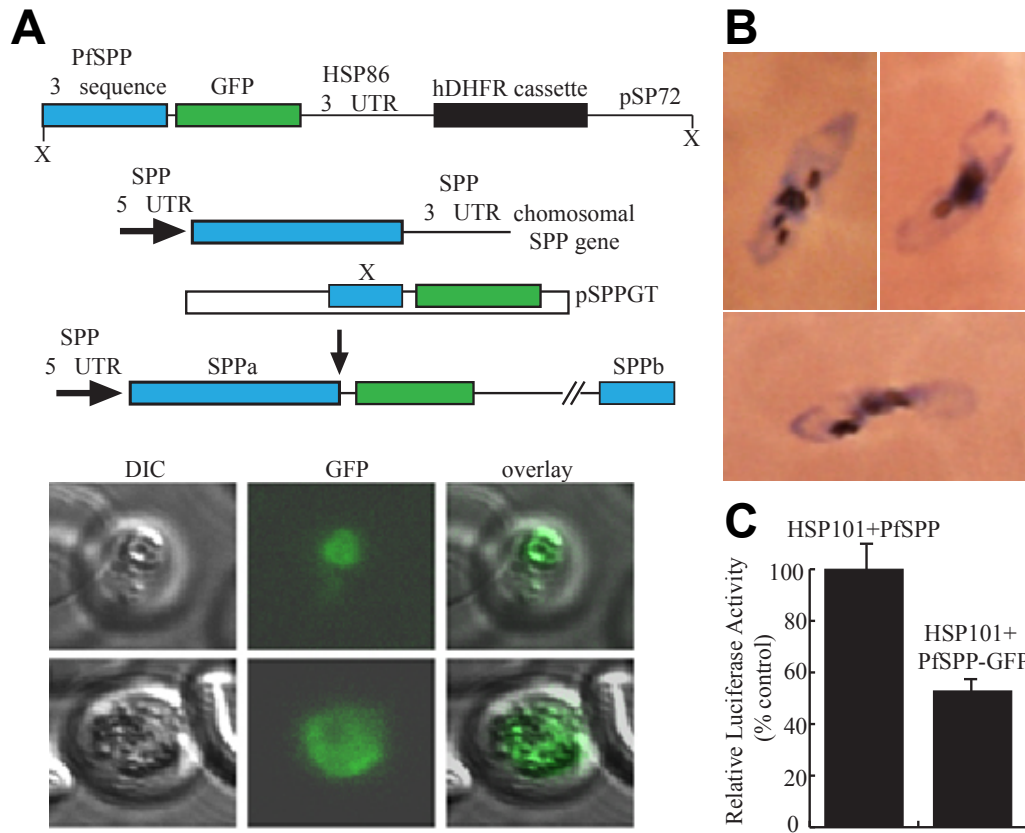 A
PfSPP
3 sequence
GFP
HSP86
3 UTR
hDHFR cassette
pSP72
X
X
SPP
5 UTR
SPP
3 UTR
chomosomal
SPP gene
X
pSPPGT
SPP
5 UTR
SPPa
SPPb
DIC
GFP
overlay
B
C
HSP101+PfSPP
HSP101+
PfSPP-GFP
Relative Luciferase Activity
(% control)
100
80
60
40
20
0